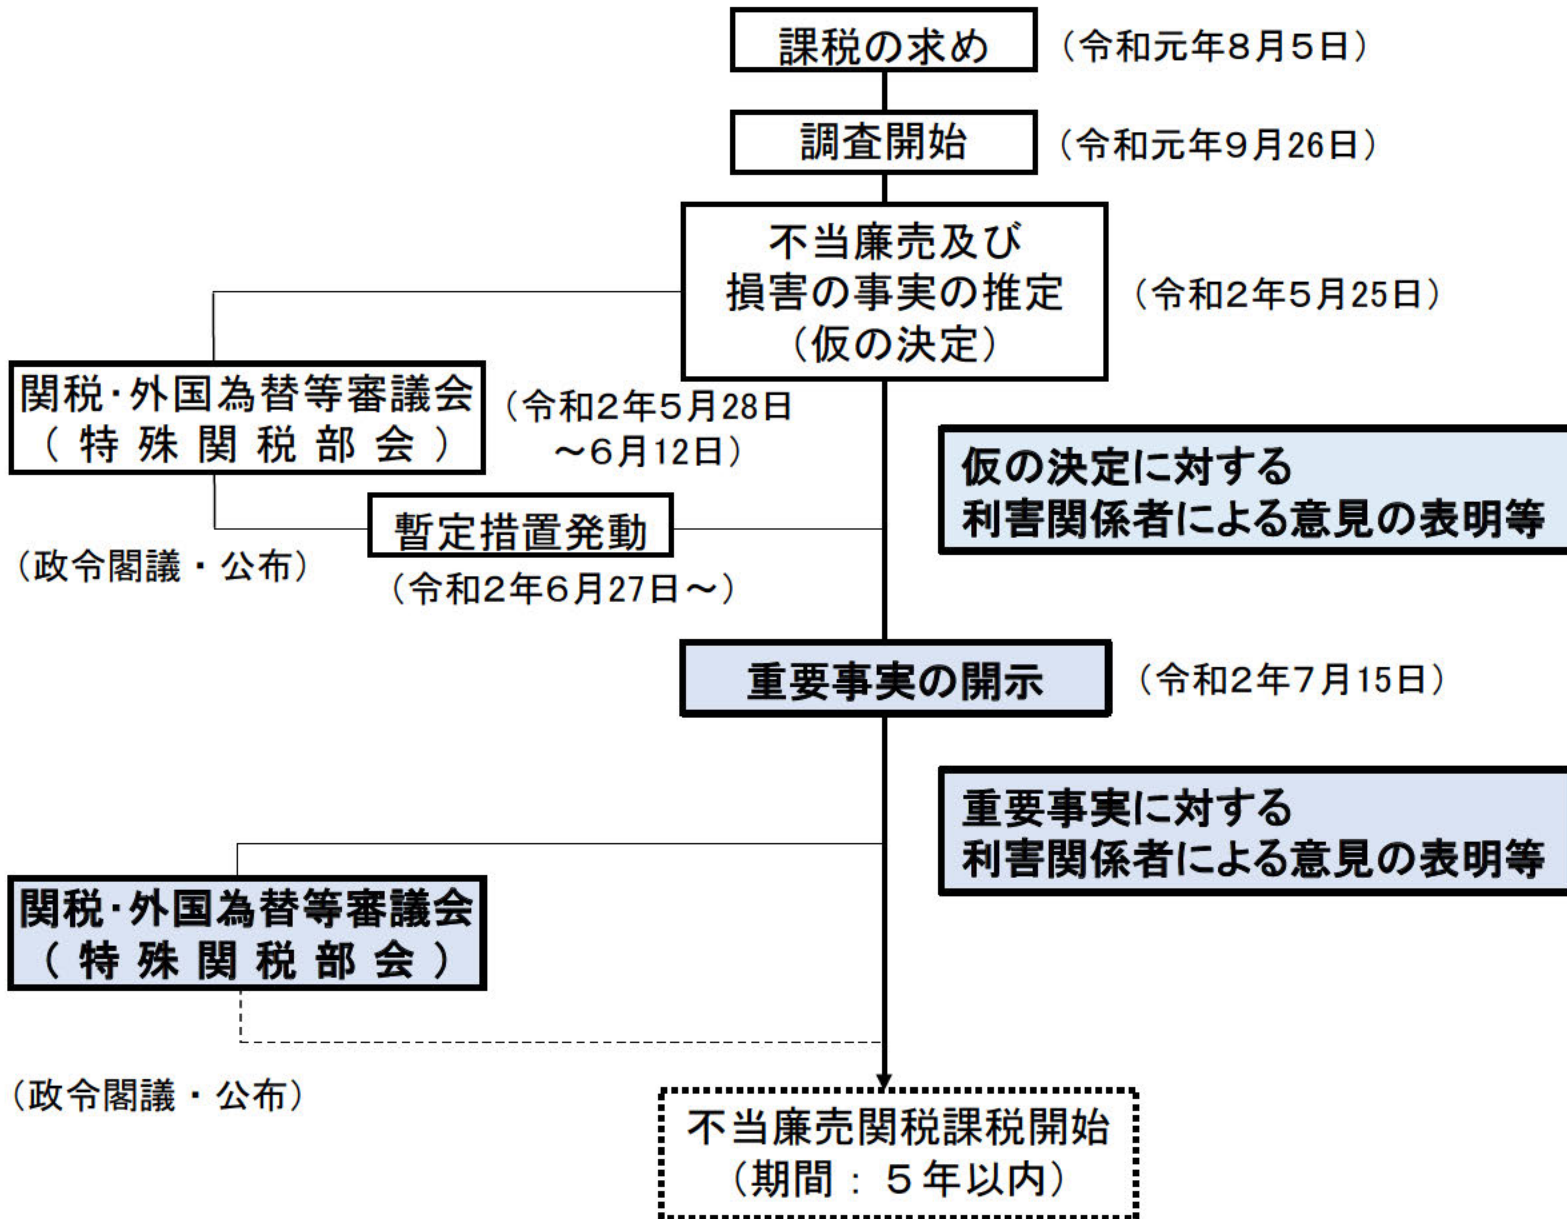 課税の求め
（令和元年８月５日）
調査開始
（令和元年９月26日）
不当廉売及び
損害の事実の推定
（仮の決定）
（令和２年５月25日）
関税・外国為替等審議会
（特殊関税部会）
（令和２年５月28日
～６月12日）
仮の決定に対する
利害関係者による意見の表明等
暫定措置発動
（政令閣議・公布）
（令和２年６月27日～）
重要事実の開示
（令和２年７月15日）
重要事実に対する
利害関係者による意見の表明等
関税・外国為替等審議会
（特殊関税部会）
（政令閣議・公布）
不当廉売関税課税開始
（期間：５年以内）